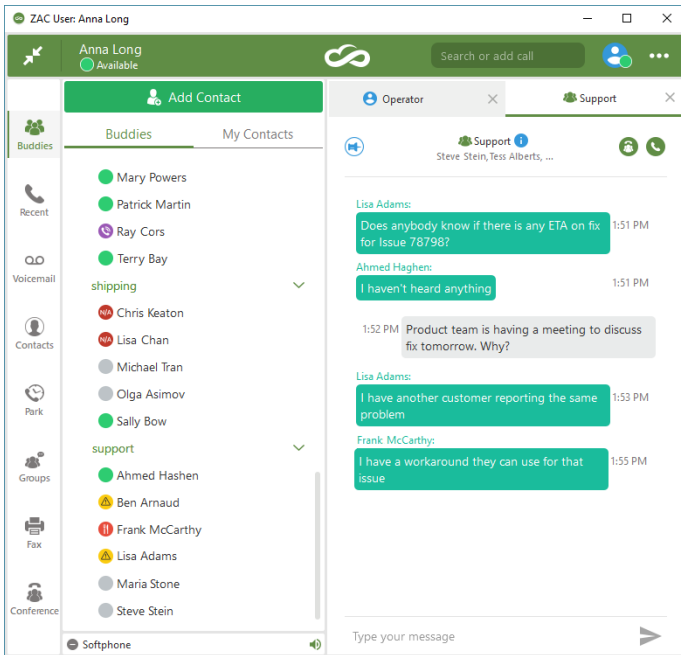 ZAC User: Anna Long
Anna Long
Available
Search or add call
Buddies
Recent
Voicemail
Contacts
Park
Groups
Fax
Conference
Add Contact
Buddies
My Contacts
Mary Powers
Patrick Martin
Ray Cors
Terry Bay
shipping
N/A Chris Keaton
N/A Lisa Chan
Michael Tran
Olga Asimov
Sally Bow
support
Ahmed Hashen
Ben Arnaud
Frank McCarthy
Lisa Adams
Maria Stone
Steve Stein
Softphone
Operator
Support
Support
Steve Stein, Tess Alberts, ...
Lisa Adams:
Does anybody know if there is any ETA on fix
for Issue 78798?
1:51 PM
Ahmed Haghen:
I haven't heard anything
1:51 PM
1:52 PM
Product team is having a meeting to discuss
fix tomorrow. Why?
Lisa Adams:
I have another customer reporting the same
problem
1:53 PM
Frank McCarthy:
I have a workaround they can use for that
issue
1:55 PM
Type your message